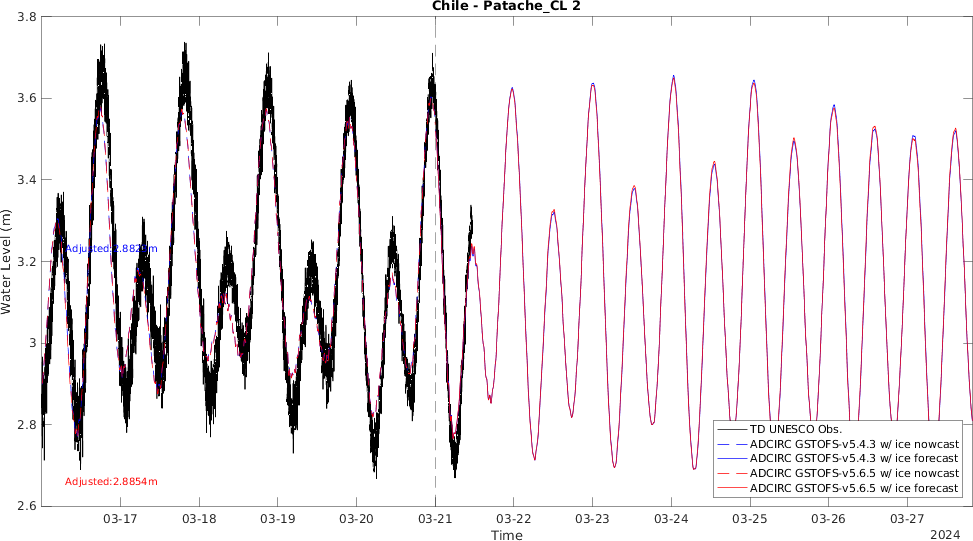 Chile - Patache_CL 2
Water Level (m)
3.8
3.6
3.4
3.2
3
2.8
2.6
Adjusted:2.882 m
Adjusted:2.8854m
TD UNESCO Obs.
ADCIRC GSTOFS-v5.4.3 w/ ice nowcast
ADCIRC GSTOFS-v5.4.3 w/ ice forecast
ADCIRC GSTOFS-v5.6.5 w/ ice nowcast
ADCIRC GSTOFS-v5.6.5 w/ ice forecast
03-17 03-18 03-19 03-20 03-21 03-22 03-23 03-24 03-25 03-26 03-27
Time
2024